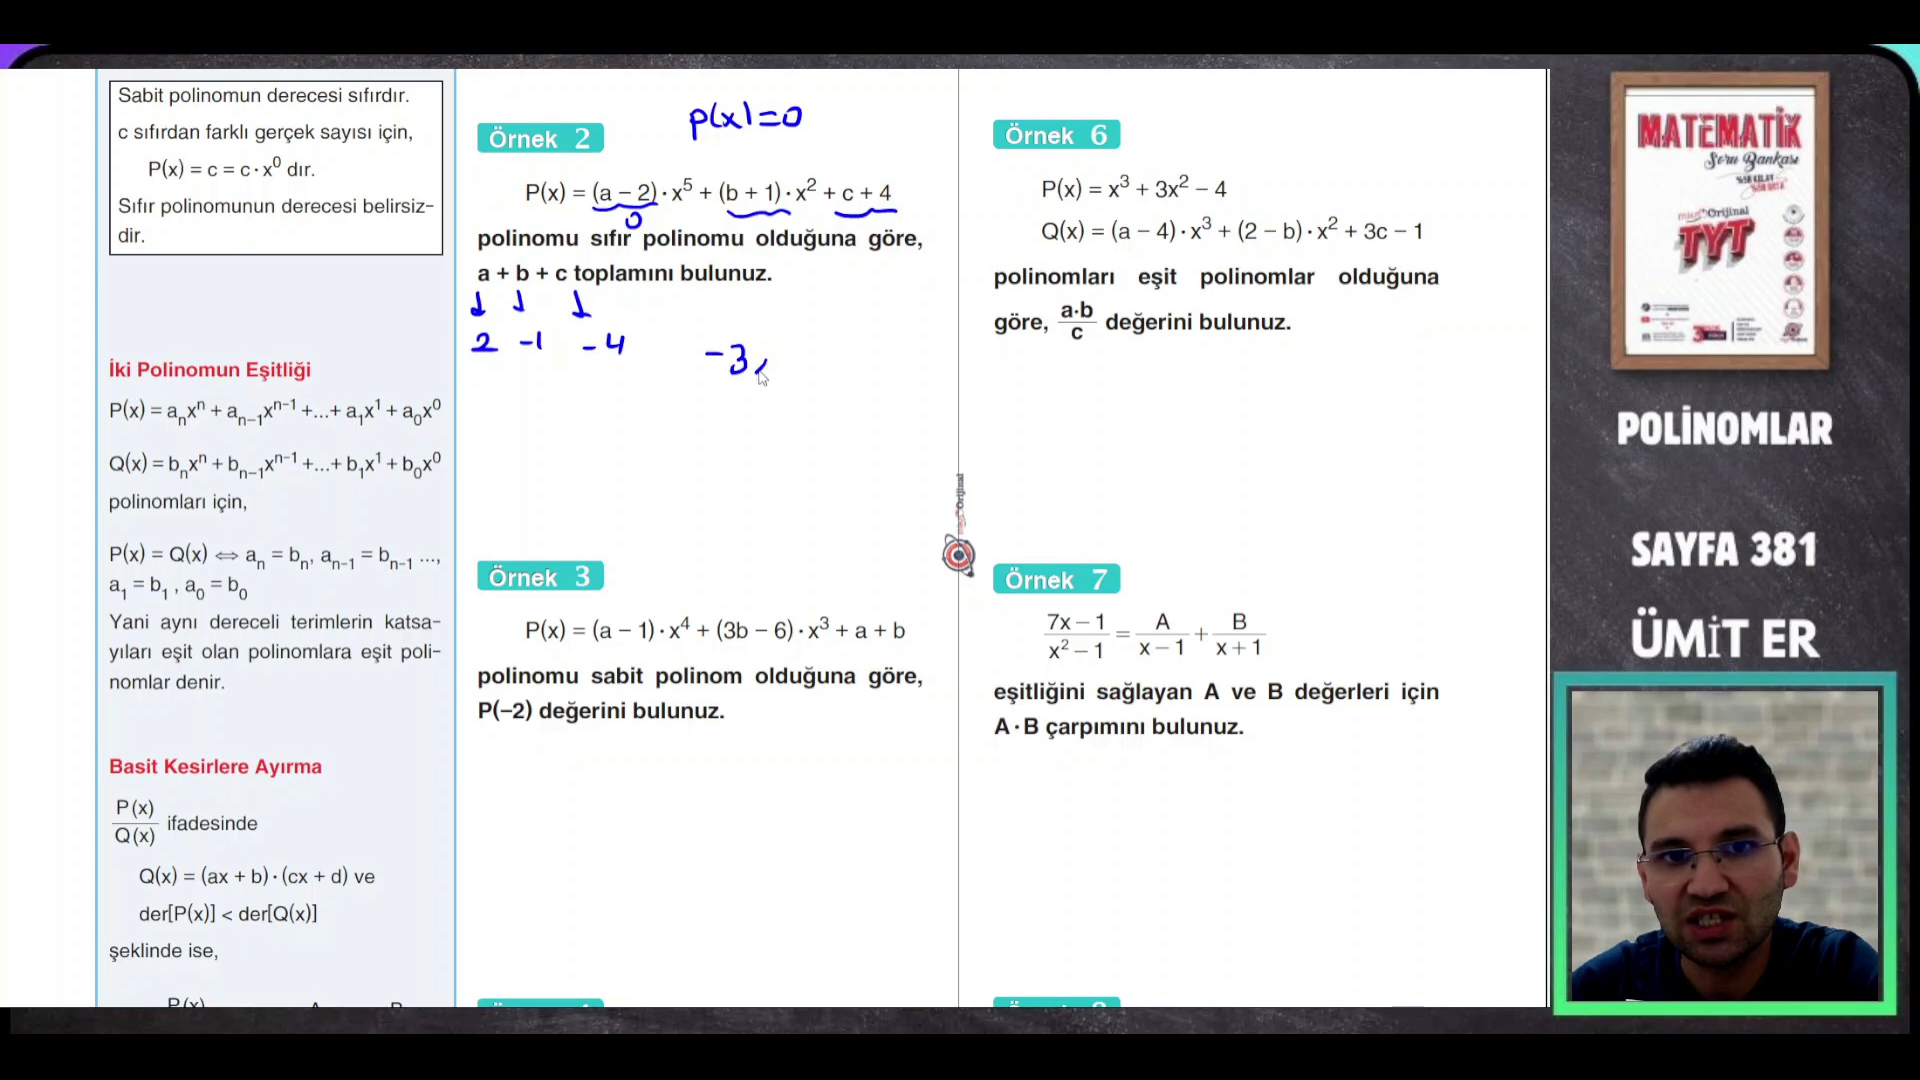 Sabit polinomun derecesi sıfırdır.
c sıfırdan farklı gerçek sayısı için,
P(x) = c = c · x⁰ dır.
Sıfır polinomunun derecesi belirsiz-
dir.
İki Polinomun Eşitliği
P(x) = aₙxⁿ + aₙ₋₁xⁿ⁻¹ +...+ a₁x¹ + a₀x⁰
Q(x) = bₙxⁿ + bₙ₋₁xⁿ⁻¹ +...+ b₁x¹ + b₀x⁰
polinomları için,
P(x) = Q(x) ⇔ aₙ = bₙ, aₙ₋₁ = bₙ₋₁ ...,
a₁ = b₁ , a₀ = b₀
Yani aynı dereceli terimlerin katsa-
yıları eşit olan polinomlara eşit poli-
nomlar denir.
Basit Kesirlere Ayırma
P(x)/Q(x) ifadesinde
Q(x) = (ax + b) · (cx + d) ve
der[P(x)] < der[Q(x)]
şeklinde ise,
p(x)=0
Örnek 2
P(x) = (a − 2) · x⁵ + (b + 1) · x² + c + 4
0
polinomu sıfır polinomu olduğuna göre,
a + b + c toplamını bulunuz.
2 -1 -4
-3
Örnek 3
P(x) = (a − 1) · x⁴ + (3b − 6) · x³ + a + b
polinomu sabit polinom olduğuna göre,
P(−2) değerini bulunuz.
Örnek 6
P(x) = x³ + 3x² − 4
Q(x) = (a − 4) · x³ + (2 − b) · x² + 3c − 1
polinomları eşit polinomlar olduğuna
göre, a·b/c değerini bulunuz.
Örnek 7
7x − 1/x² − 1 = A/x − 1 + B/x + 1
eşitliğini sağlayan A ve B değerleri için
A · B çarpımını bulunuz.
Orijinal
MATEMATİK
Soru Bankası
Orijinal
TYT
POLİNOMLAR
SAYFA 381
ÜMİT ER